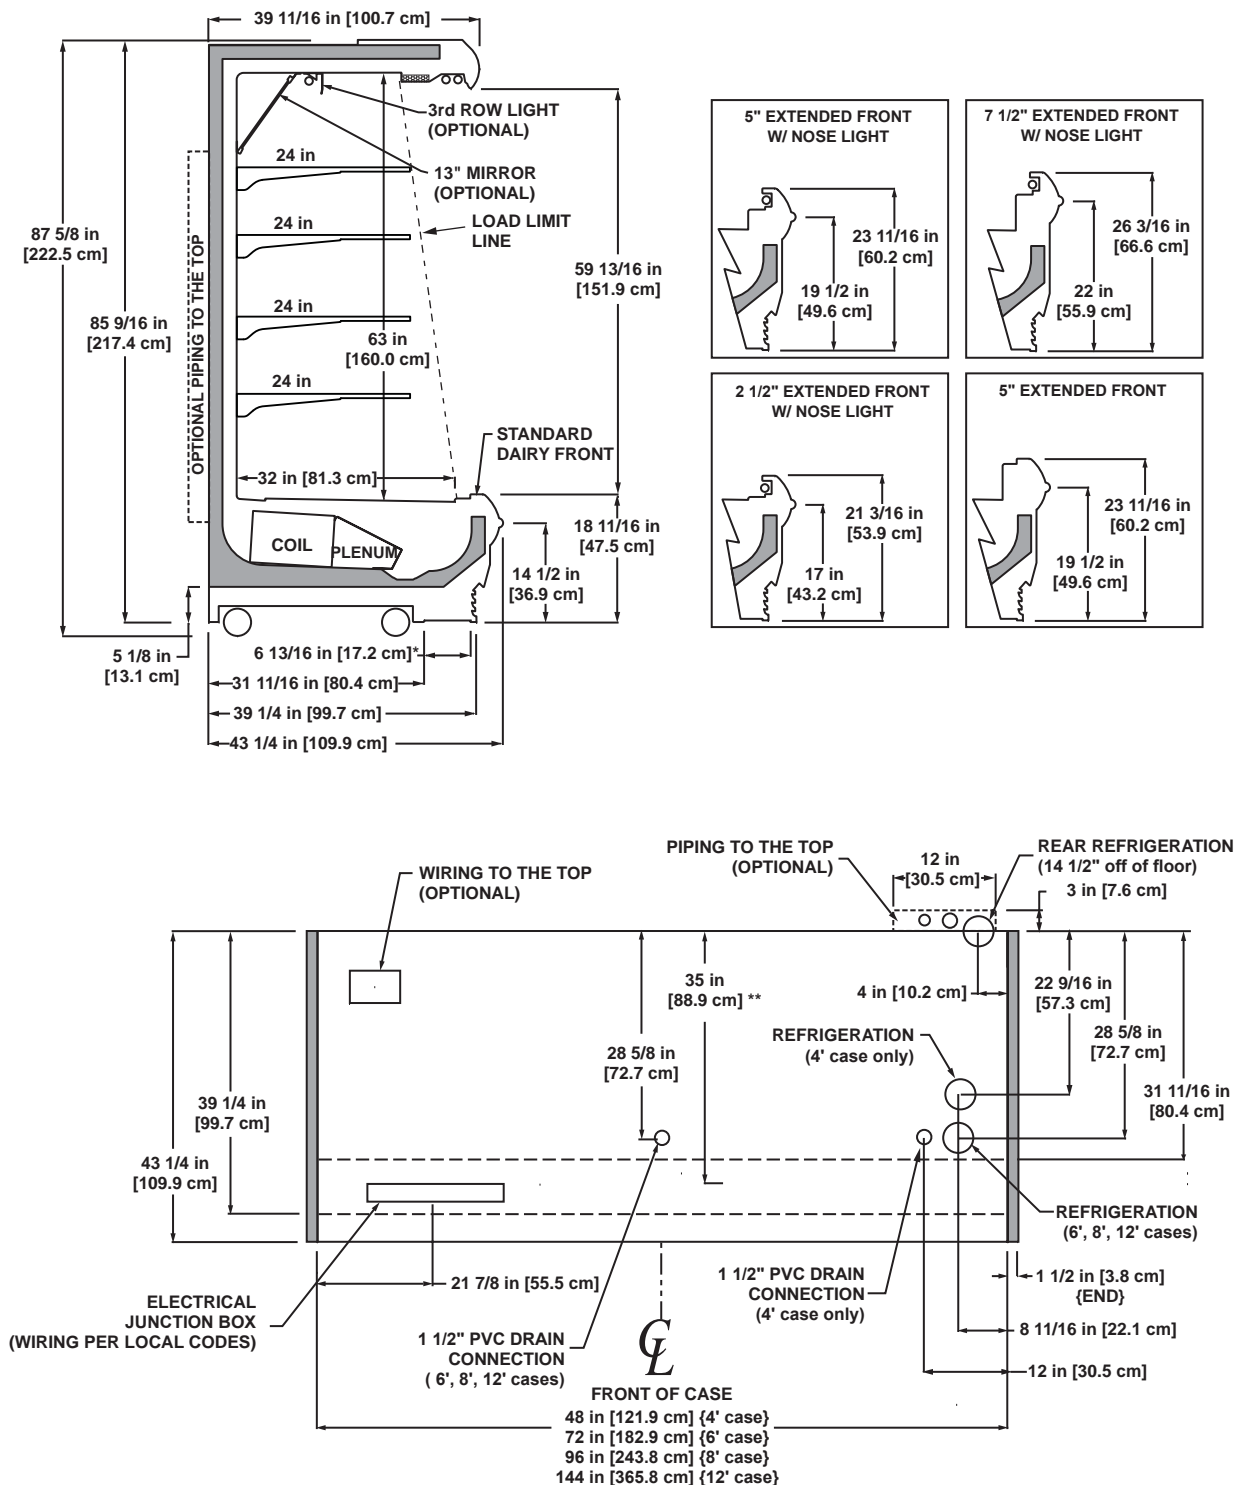 39 11/16 in [100.7 cm]
3rd ROW LIGHT
(OPTIONAL)
24 in
13" MIRROR
(OPTIONAL)
LOAD LIMIT
LINE
24 in
87 5/8 in
[222.5 cm]
OPTIONAL PIPING TO THE TOP
59 13/16 in
[151.9 cm]
85 9/16 in
[217.4 cm]
24 in
63 in
[160.0 cm]
24 in
STANDARD
DAIRY FRONT
32 in [81.3 cm]
COIL
PLENUM
18 11/16 in
[47.5 cm]
14 1/2 in
[36.9 cm]
5 1/8 in
[13.1 cm]
6 13/16 in [17.2 cm]*
31 11/16 in [80.4 cm]
39 1/4 in [99.7 cm]
43 1/4 in [109.9 cm]
5" EXTENDED FRONT
W/ NOSE LIGHT
23 11/16 in
[60.2 cm]
19 1/2 in
[49.6 cm]
7 1/2" EXTENDED FRONT
W/ NOSE LIGHT
26 3/16 in
[66.6 cm]
22 in
[55.9 cm]
2 1/2" EXTENDED FRONT
W/ NOSE LIGHT
21 3/16 in
[53.9 cm]
17 in
[43.2 cm]
5" EXTENDED FRONT
23 11/16 in
[60.2 cm]
19 1/2 in
[49.6 cm]
WIRING TO THE TOP
(OPTIONAL)
PIPING TO THE TOP
(OPTIONAL)
12 in
[30.5 cm]
REAR REFRIGERATION
(14 1/2" off of floor)
3 in [7.6 cm]
35 in
[88.9 cm] **
4 in [10.2 cm]
22 9/16 in
[57.3 cm]
REFRIGERATION
(4' case only)
28 5/8 in
[72.7 cm]
28 5/8 in
[72.7 cm]
31 11/16 in
[80.4 cm]
39 1/4 in
[99.7 cm]
43 1/4 in
[109.9 cm]
REFRIGERATION
(6', 8', 12' cases)
21 7/8 in [55.5 cm]
1 1/2" PVC DRAIN
CONNECTION
(4' case only)
1 1/2 in [3.8 cm]
{END}
ELECTRICAL
JUNCTION BOX
(WIRING PER LOCAL CODES)
1 1/2" PVC DRAIN
CONNECTION
( 6', 8', 12' cases)
8 11/16 in [22.1 cm]
12 in [30.5 cm]
CL
FRONT OF CASE
48 in [121.9 cm] {4' case}
72 in [182.9 cm] {6' case}
96 in [243.8 cm] {8' case}
144 in [365.8 cm] {12' case}